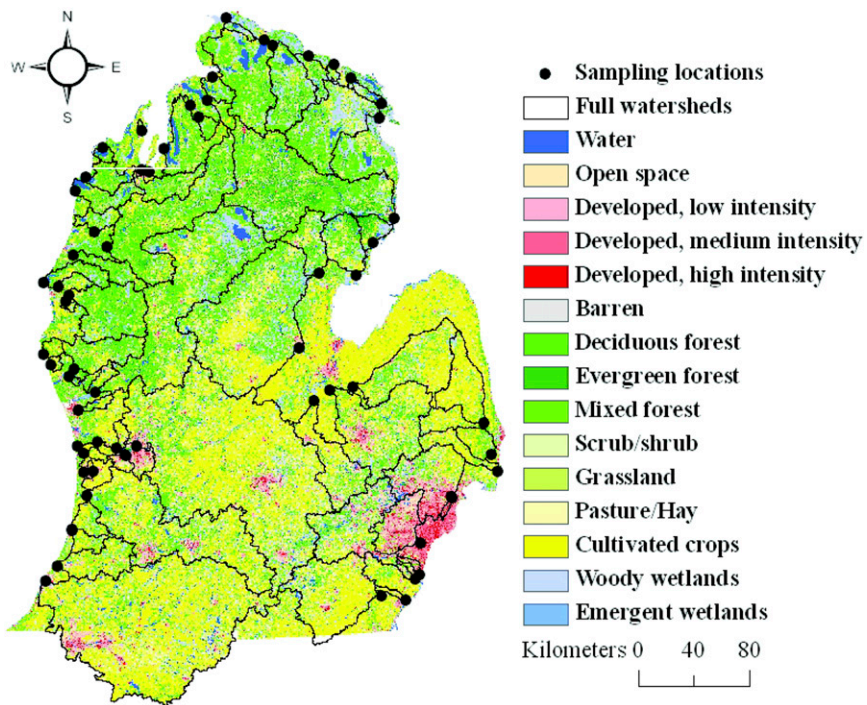 N
W E
S
Sampling locations
Full watersheds
Water
Open space
Developed, low intensity
Developed, medium intensity
Developed, high intensity
Barren
Deciduous forest
Evergreen forest
Mixed forest
Scrub/shrub
Grassland
Pasture/Hay
Cultivated crops
Woody wetlands
Emergent wetlands
Kilometers 0 40 80